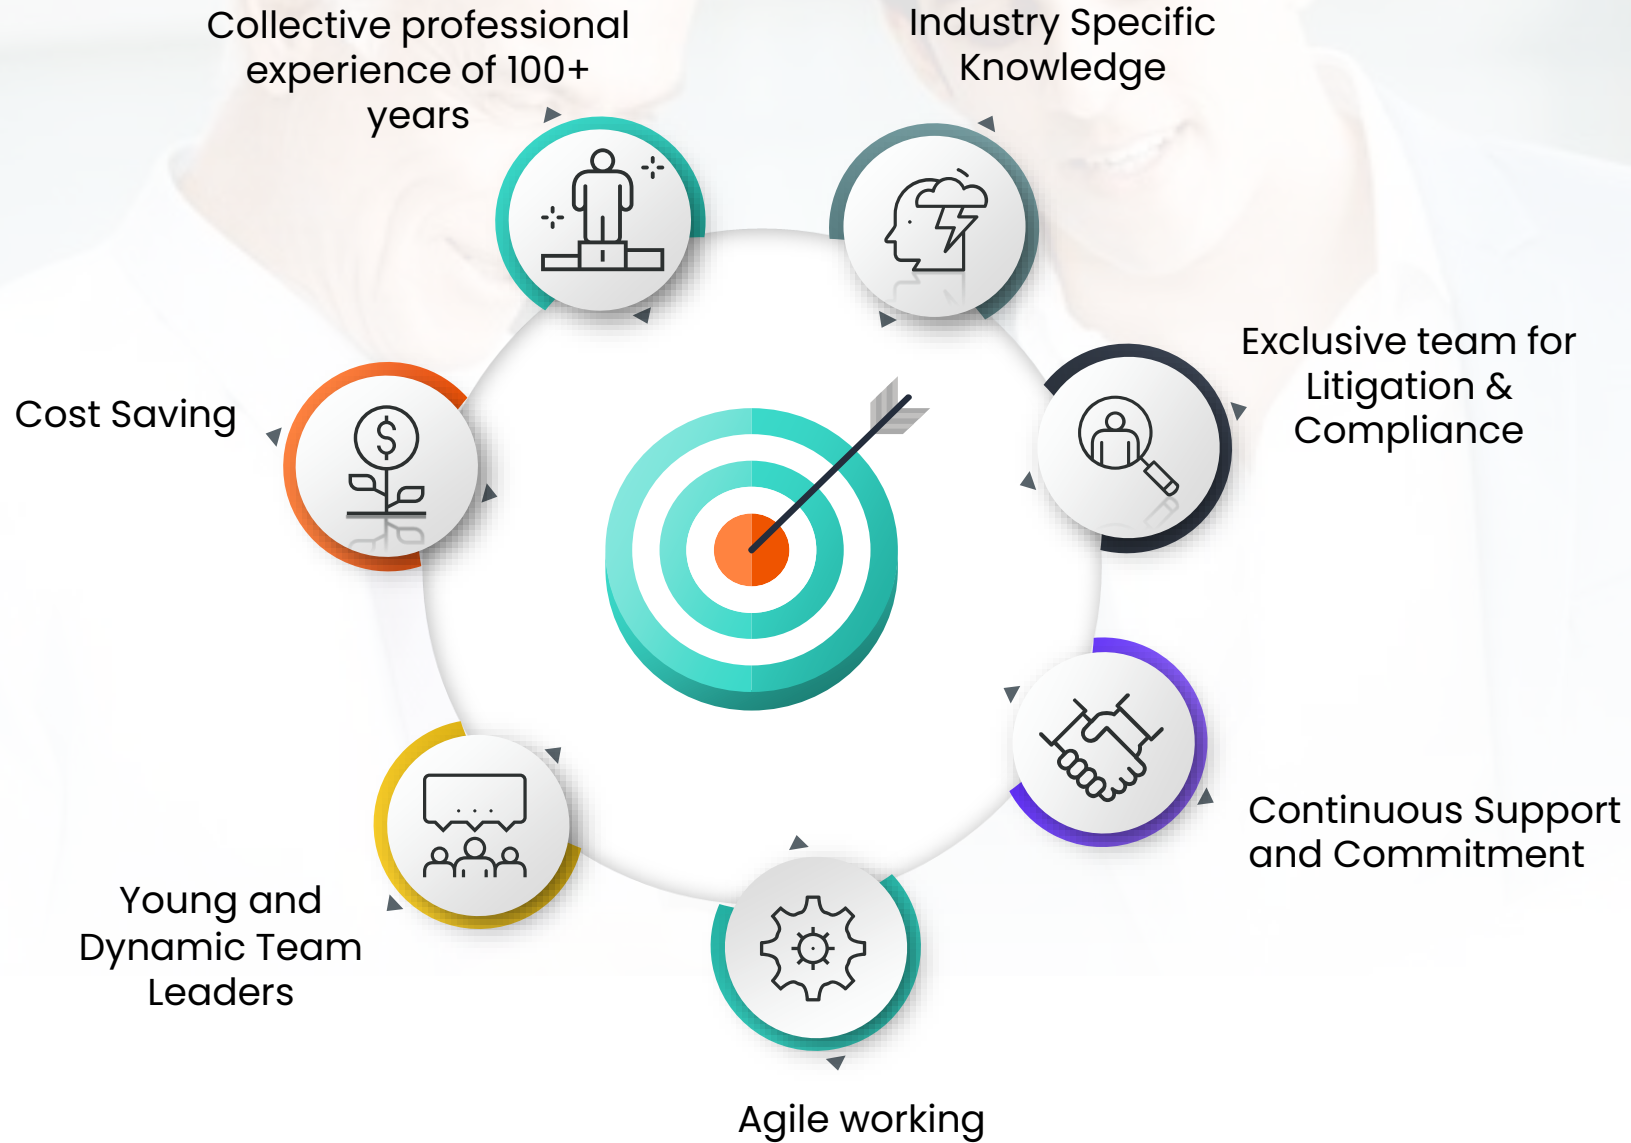 Collective professional
experience of 100+
years
Industry Specific
Knowledge
Exclusive team for
Litigation &
Compliance
Cost Saving
Continuous Support
and Commitment
Young and
Dynamic Team
Leaders
Agile working